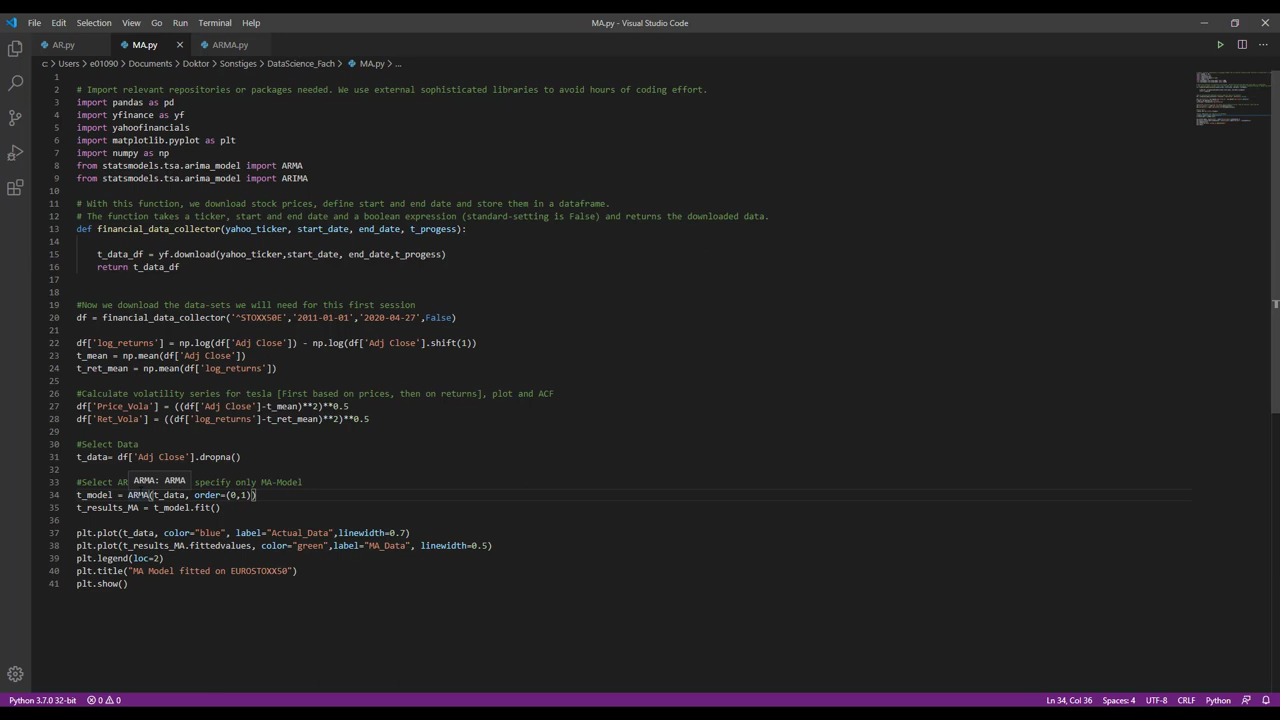 File Edit Selection View Go Run Terminal Help
MA.py - Visual Studio Code
AR.py MA.py ARMA.py
c > Users > e01090 > Documents > Doktor > Sonstiges > DataScience_Fach > MA.py > ...
1
2 # Import relevant repositories or packages needed. We use external sophisticated libraries to avoid hours of coding effort.
3 import pandas as pd
4 import yfinance as yf
5 import yahoofinancials
6 import matplotlib.pyplot as plt
7 import numpy as np
8 from statsmodels.tsa.arima_model import ARMA
9 from statsmodels.tsa.arima_model import ARIMA
10
11 # With this function, we download stock prices, define start and end date and store them in a dataframe.
12 # The function takes a ticker, start and end date and a boolean expression (standard-setting is False) and returns the downloaded data.
13 def financial_data_collector(yahoo_ticker, start_date, end_date, t_progess):
14
15 t_data_df = yf.download(yahoo_ticker,start_date, end_date,t_progess)
16 return t_data_df
17
18
19 #Now we download the data-sets we will need for this first session
20 df = financial_data_collector('^STOXX50E','2011-01-01','2020-04-27',False)
21
22 df['log_returns'] = np.log(df['Adj Close']) - np.log(df['Adj Close'].shift(1))
23 t_mean = np.mean(df['Adj Close'])
24 t_ret_mean = np.mean(df['log_returns'])
25
26 #Calculate volatility series for tesla [First based on prices, then on returns], plot and ACF
27 df['Price_Vola'] = ((df['Adj Close']-t_mean)**2)**0.5
28 df['Ret_Vola'] = ((df['log_returns']-t_ret_mean)**2)**0.5
29
30 #Select Data
31 t_data= df['Adj Close'].dropna()
32
ARMA: ARMA
33 #Select AR specify only MA-Model
34 t_model = ARMA(t_data, order=(0,1))
35 t_results_MA = t_model.fit()
36
37 plt.plot(t_data, color="blue", label="Actual_Data",linewidth=0.7)
38 plt.plot(t_results_MA.fittedvalues, color="green",label="MA_Data", linewidth=0.5)
39 plt.legend(loc=2)
40 plt.title("MA Model fitted on EUROSTOXX50")
41 plt.show()
Python 3.7.0 32-bit 0 0 Ln 34, Col 36 Spaces: 4 UTF-8 CRLF Python